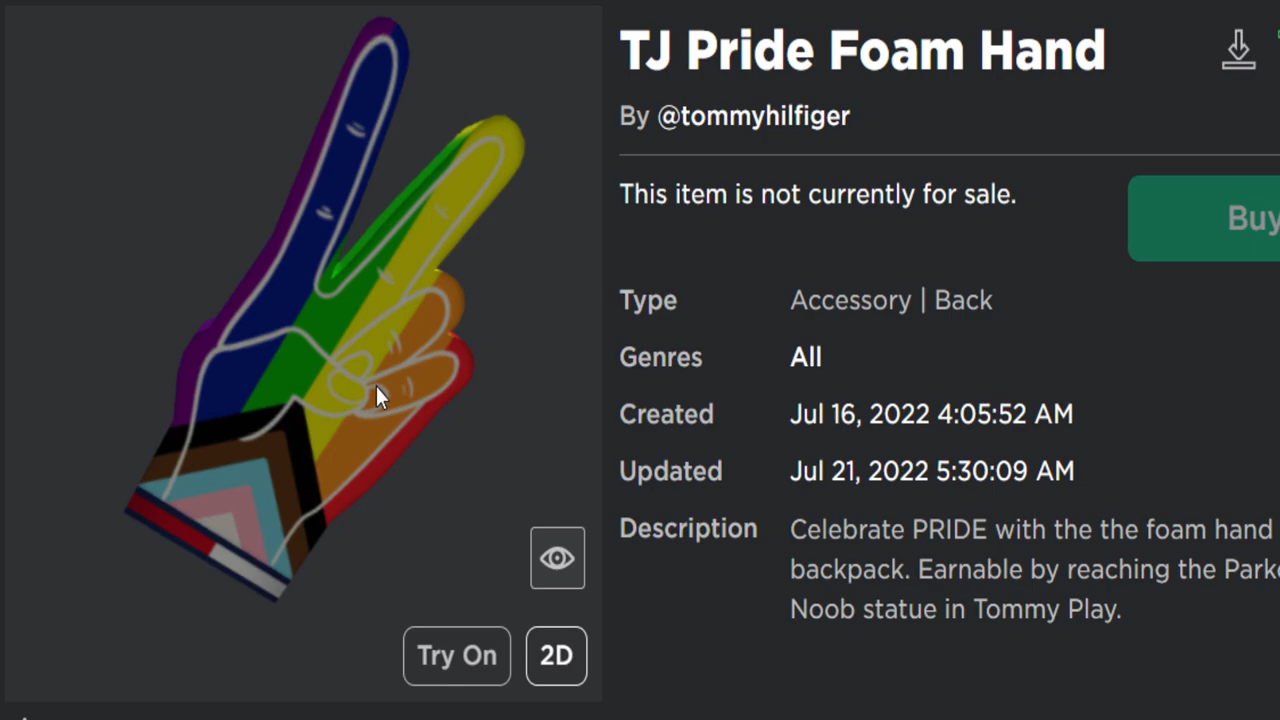 TJ Pride Foam Hand
By @tommyhilfiger
This item is not currently for sale.
Buy
Type Accessory | Back
Genres All
Created Jul 16, 2022 4:05:52 AM
Updated Jul 21, 2022 5:30:09 AM
Description Celebrate PRIDE with the the foam hand
backpack. Earnable by reaching the
Noob statue in Tommy Play.
Try On 2D